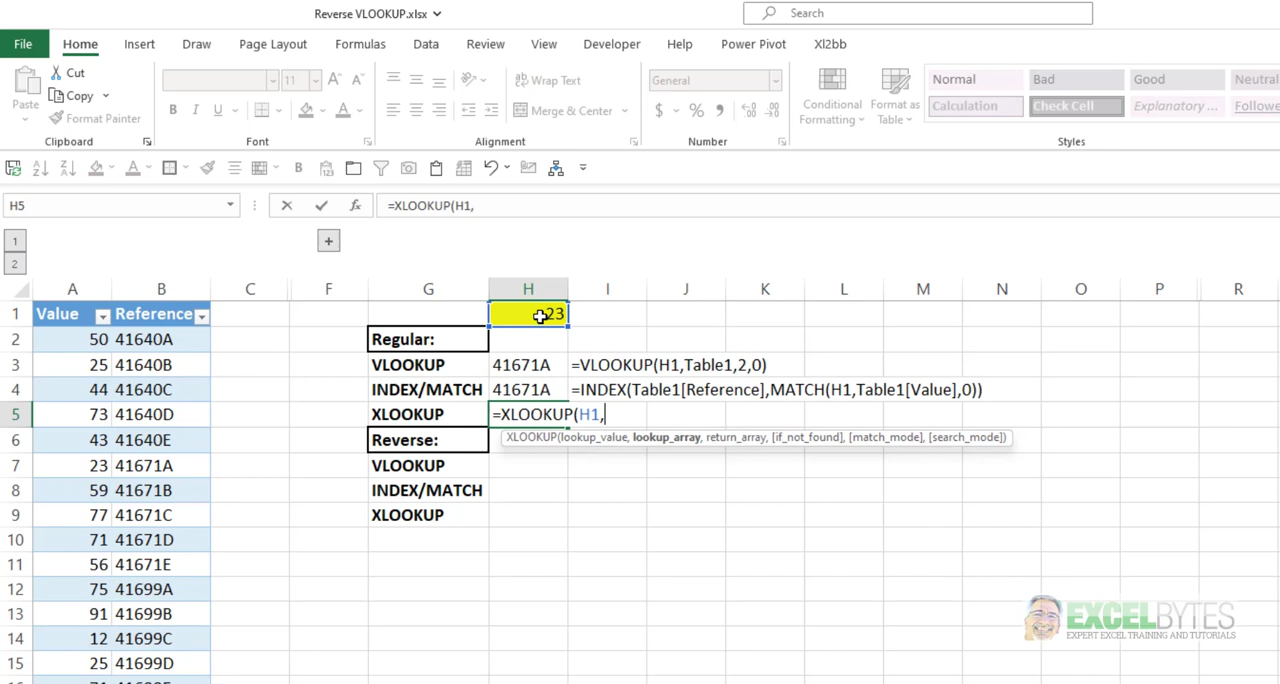 Reverse VLOOKUP.xlsx
Search
File Home Insert Draw Page Layout Formulas Data Review View Developer Help Power Pivot Xl2bb
Paste
Cut
Copy
Format Painter
11
A A
B I U A
Wrap Text
Merge & Center
General
$ %
Conditional Formatting
Format as Table
Normal Bad Good Neutral
Calculation Check Cell Explanatory ... Followe
Clipboard Font Alignment Number Styles
H5 fx =XLOOKUP(H1,
1
2
+
A B C F G H I J K L M N O P Q R
1 Value Reference 23
2 50 41640A Regular:
3 25 41640B VLOOKUP 41671A =VLOOKUP(H1,Table1,2,0)
4 44 41640C INDEX/MATCH 41671A =INDEX(Table1[Reference],MATCH(H1,Table1[Value],0))
5 73 41640D XLOOKUP =XLOOKUP(H1,
XLOOKUP(lookup_value, lookup_array, return_array, [if_not_found], [match_mode], [search_mode])
6 43 41640E Reverse:
7 23 41671A VLOOKUP
8 59 41671B INDEX/MATCH
9 77 41671C XLOOKUP
10 71 41671D
11 56 41671E
12 75 41699A
13 91 41699B
14 12 41699C
15 25 41699D
EXCELBYTES
EXPERT EXCEL TRAINING AND TUTORIALS